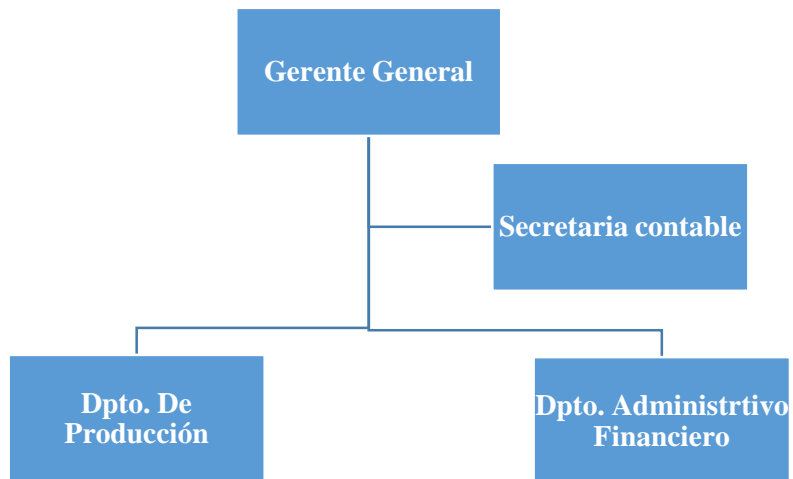 Gerente General
Secretaria contable
Dpto. De
Producción
Dpto. Administrtivo
Financiero